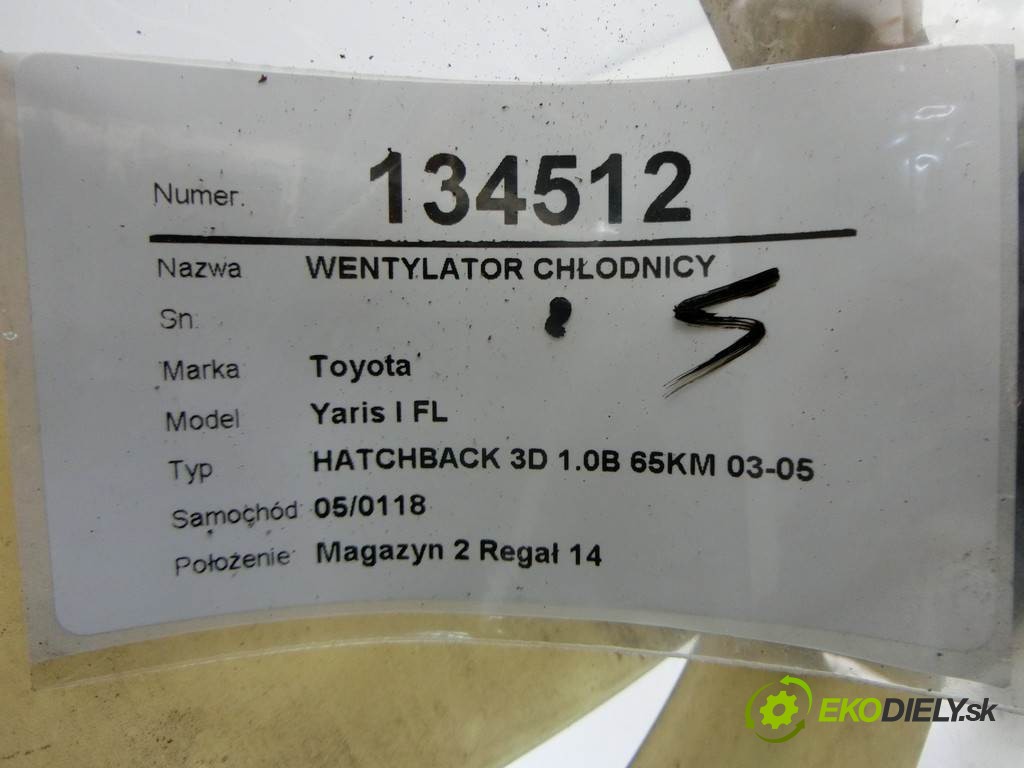 Numer. 134512
Nazwa WENTYLATOR CHŁODNICY
Sn:
Marka Toyota
Model Yaris I FL
Typ HATCHBACK 3D 1.0B 65KM 03-05
Samochód 05/0118
Położenie Magazyn 2 Regał 14
EKODIELY.sk